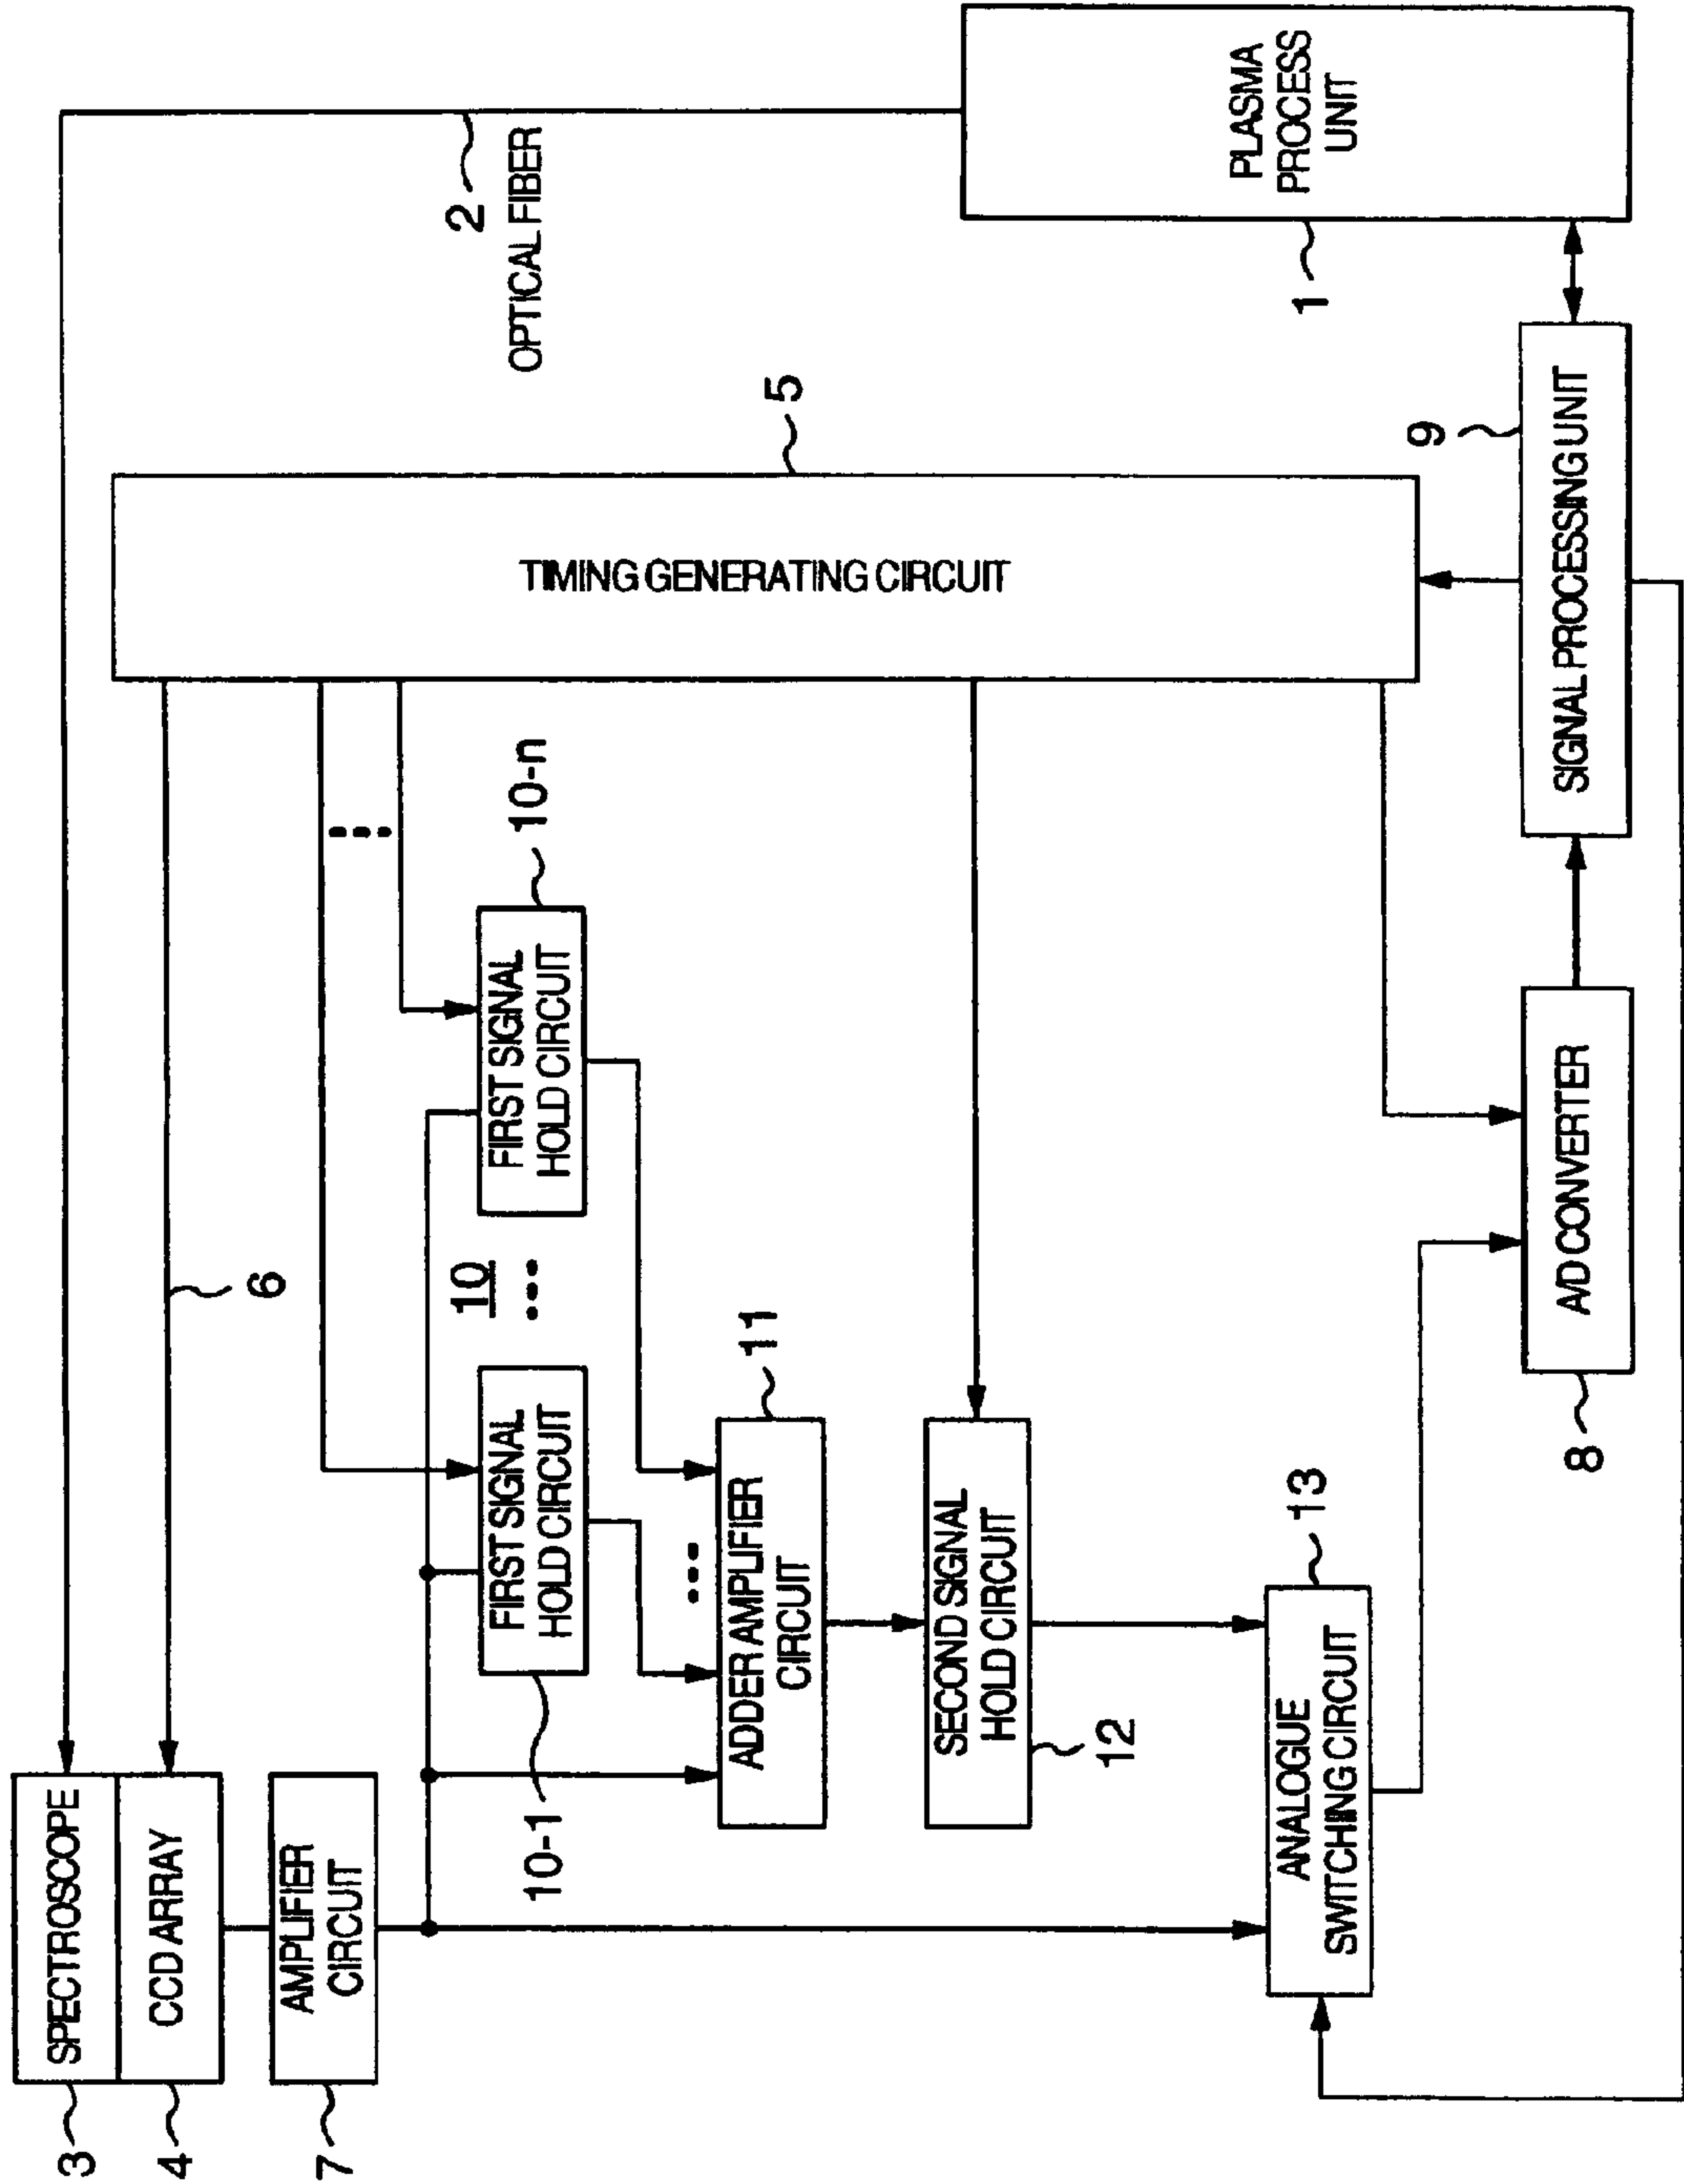 3
SPECTROSCOPE
4
CCD ARRAY
7
AMPLIFIER
CIRCUIT
2
OPTICAL FIBER
6
5
TIMING GENERATING CIRCUIT
10-1
FIRST SIGNAL
HOLD CIRCUIT
10
...
FIRST SIGNAL
HOLD CIRCUIT
10-n
...
...
ADDER AMPLIFIER
CIRCUIT
11
SECOND SIGNAL
HOLD CIRCUIT
12
ANALOGUE
SWITCHING CIRCUIT
13
A/D CONVERTER
8
SIGNAL PROCESSING UNIT
9
PLASMA
PROCESS
UNIT
1